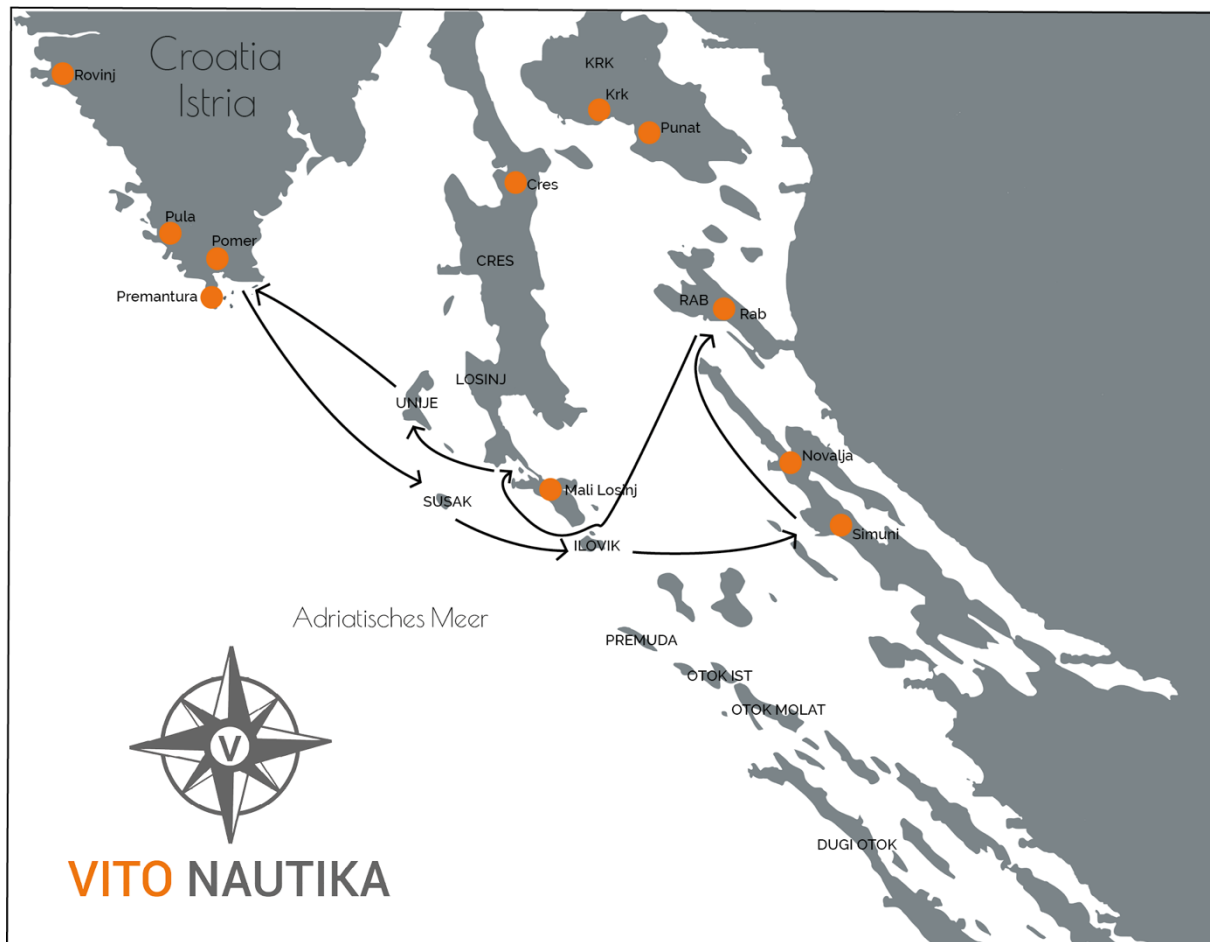 Croatia
Istria
KRK
Rovinj
Krk
Punat
Cres
Pula
Pomer
CRES
Premantura
RAB
Rab
LOSINJ
UNIJE
Novalja
Mali Losinj
SUSAK
Simuni
ILOVIK
Adriatisches Meer
PREMUDA
OTOK IST
OTOK MOLAT
V
DUGI OTOK
VITO NAUTIKA